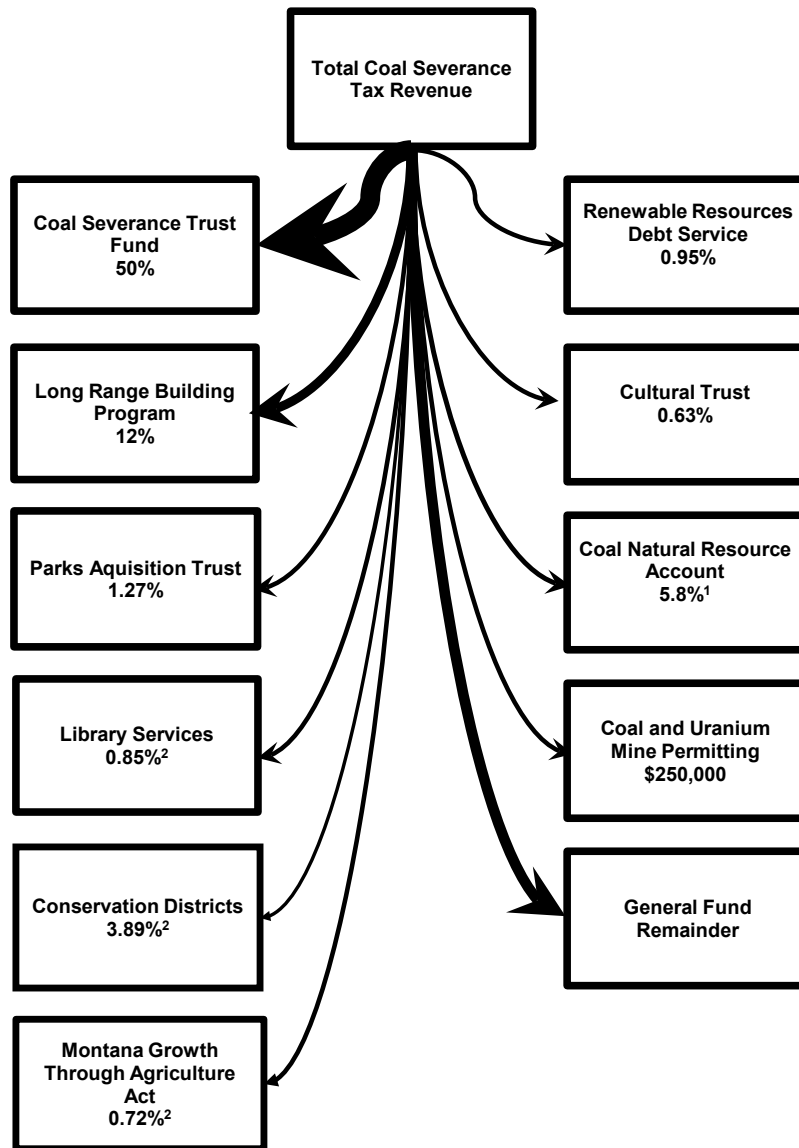 Total Coal Severance
Tax Revenue
Coal Severance Trust
Fund
50%
Renewable Resources
Debt Service
0.95%
Long Range Building
Program
12%
Cultural Trust
0.63%
Parks Aquisition Trust
1.27%
Coal Natural Resource
Account
5.8%¹
Library Services
0.85%²
Coal and Uranium
Mine Permitting
$250,000
Conservation Districts
3.89%²
General Fund
Remainder
Montana Growth
Through Agriculture
Act
0.72%²